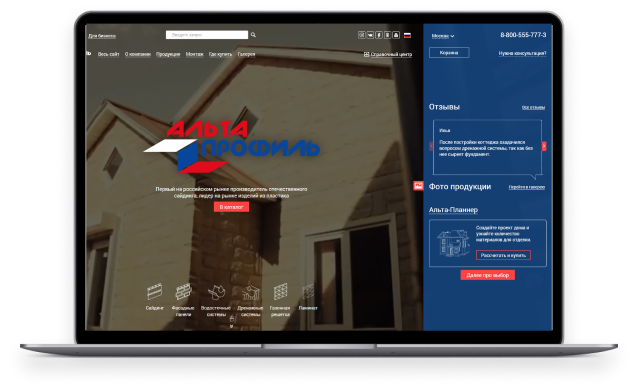 Для бизнеса
Введите запрос
Весь сайт О компании Продукция Монтаж Где купить Галерея
Справочный центр
АЛЬТА
ПРОФИЛЬ
Первый на российском рынке производитель отечественного
сайдинга, лидер на рынке изделий из пластика
В каталог
Сайдинг
Фасадные
панели
Водосточные
системы
Дренажные
системы
Газонная
решетка
Ламинат
Москва
8-800-555-777-3
Корзина
Нужна консультация?
Отзывы
Все отзывы
Илья
После постройки коттеджа озадачился
вопросом дренажной системы, так как без
нее сыреет фундамент.
Фото продукции
Перейти в галерею
Альта-Планнер
Создайте проект дома и
узнайте количество
материалов для отделки.
Рассчитать и купить
Далее про выбор